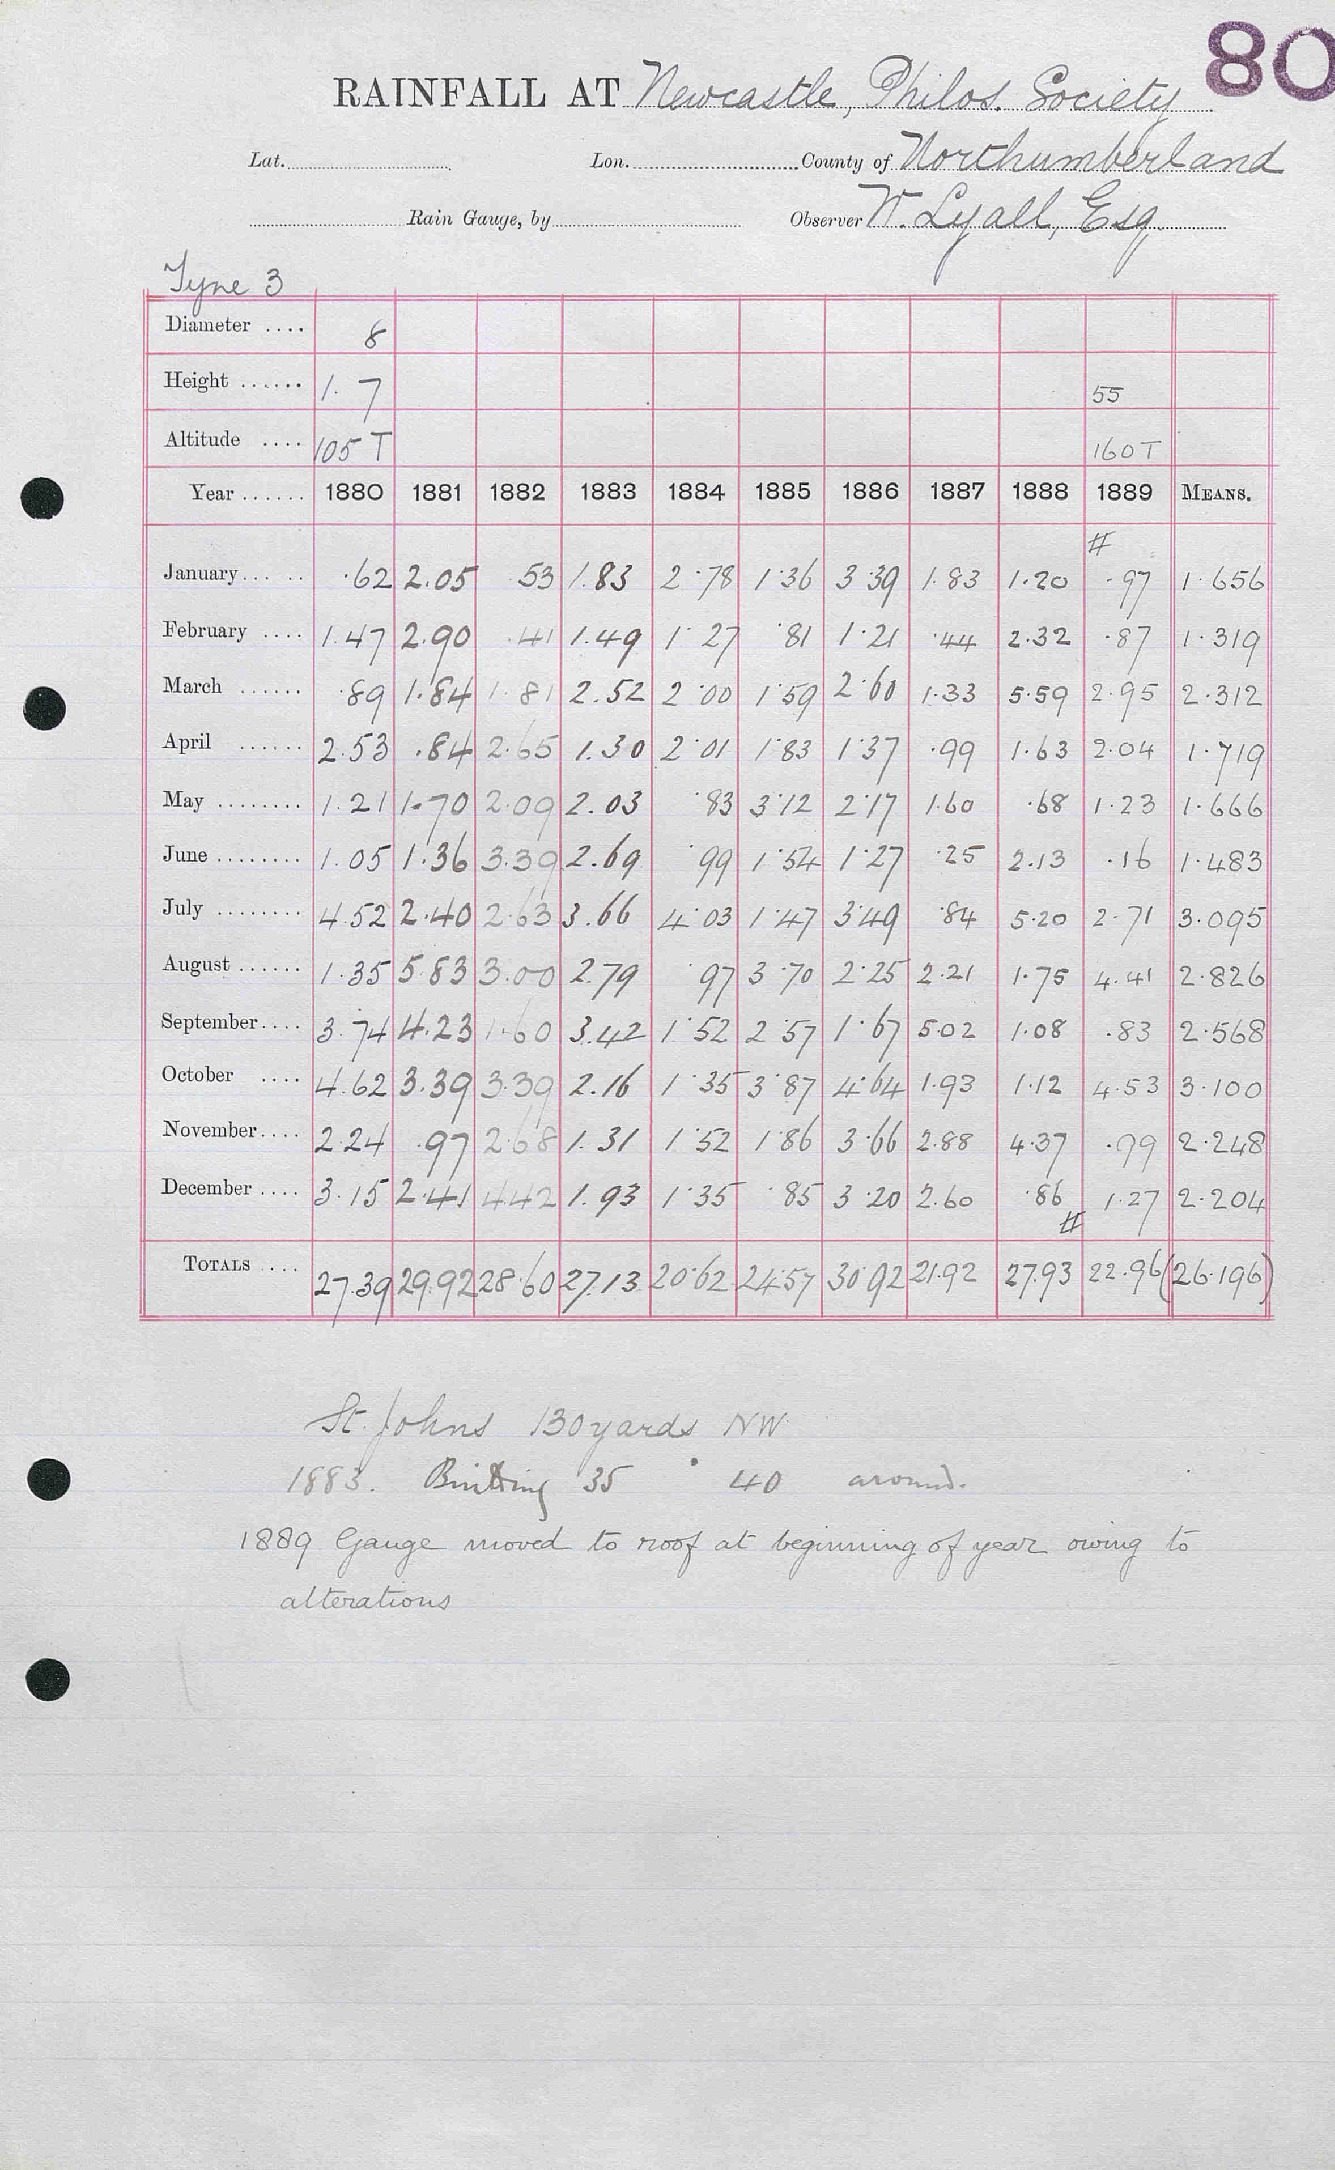 80
RAINFALL AT Newcastle, Philos. Society
Lat. Lon. County of Northumberland
Rain Gauge, by Observer W. Lyall, Esq.
Tyne 3
Diameter .... 8
Height ...... 1. 7 55
Altitude .... 105 T 160T
Year ...... 1880 1881 1882 1883 1884 1885 1886 1887 1888 1889 MEANS.
#
January... .. .62 2.05 .53 1.83 2.78 1.36 3.39 1.83 1.20 .97 1.656
February .... 1.47 2.90 .41 1.49 1.27 .81 1.21 .44 2.32 .87 1.319
March ...... .89 1.84 1.81 2.52 2.00 1.59 2.60 1.33 5.59 2.95 2.312
April ...... 2.53 .84 2.65 1.30 2.01 1.83 1.37 .99 1.63 2.04 1.719
May ........ 1.21 1.70 2.09 2.03 .83 3.12 2.17 1.60 .68 1.23 1.666
June ........ 1.05 1.36 3.39 2.69 .99 1.54 1.27 .25 2.13 .16 1.483
July ........ 4.52 2.40 2.63 3.66 4.03 1.47 3.49 .84 5.20 2.71 3.095
August ...... 1.35 5.83 3.00 2.79 .97 3.70 2.25 2.21 1.75 4.41 2.826
September.... 3.74 4.23 1.60 3.42 1.52 2.57 1.67 5.02 1.08 .83 2.568
October .... 4.62 3.39 3.39 2.16 1.35 3.87 4.64 1.93 1.12 4.53 3.100
November.... 2.24 .97 2.68 1.31 1.52 1.86 3.66 2.88 4.37 .99 2.248
December .... 3.15 2.41 4.42 1.93 1.35 .85 3.20 2.60 .86 1.27 2.204
#
TOTALS .... 27.39 29.92 28.60 27.13 20.62 24.57 30.92 21.92 27.93 22.96 (26.196)
St. Johns 130 yards NW
1883. 35 40 around.
1889 Gauge moved to roof at beginning of year owing to
alterations